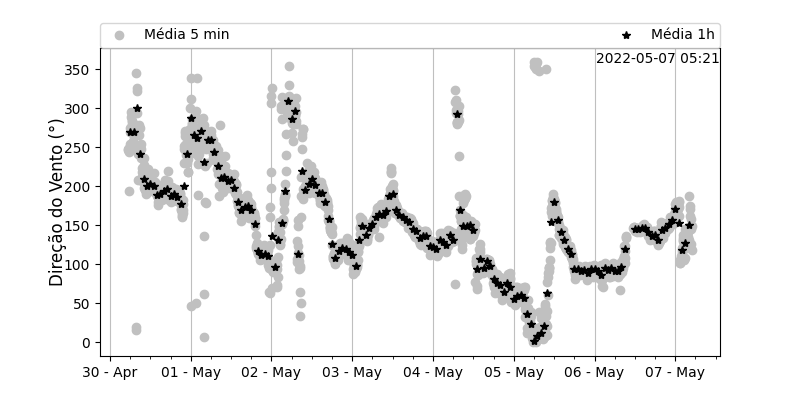 Média 5 min
Média 1h
2022-05-07 05:21
Direção do Vento (°)
350
300
250
200
150
100
50
0
30 - Apr
01 - May
02 - May
03 - May
04 - May
05 - May
06 - May
07 - May